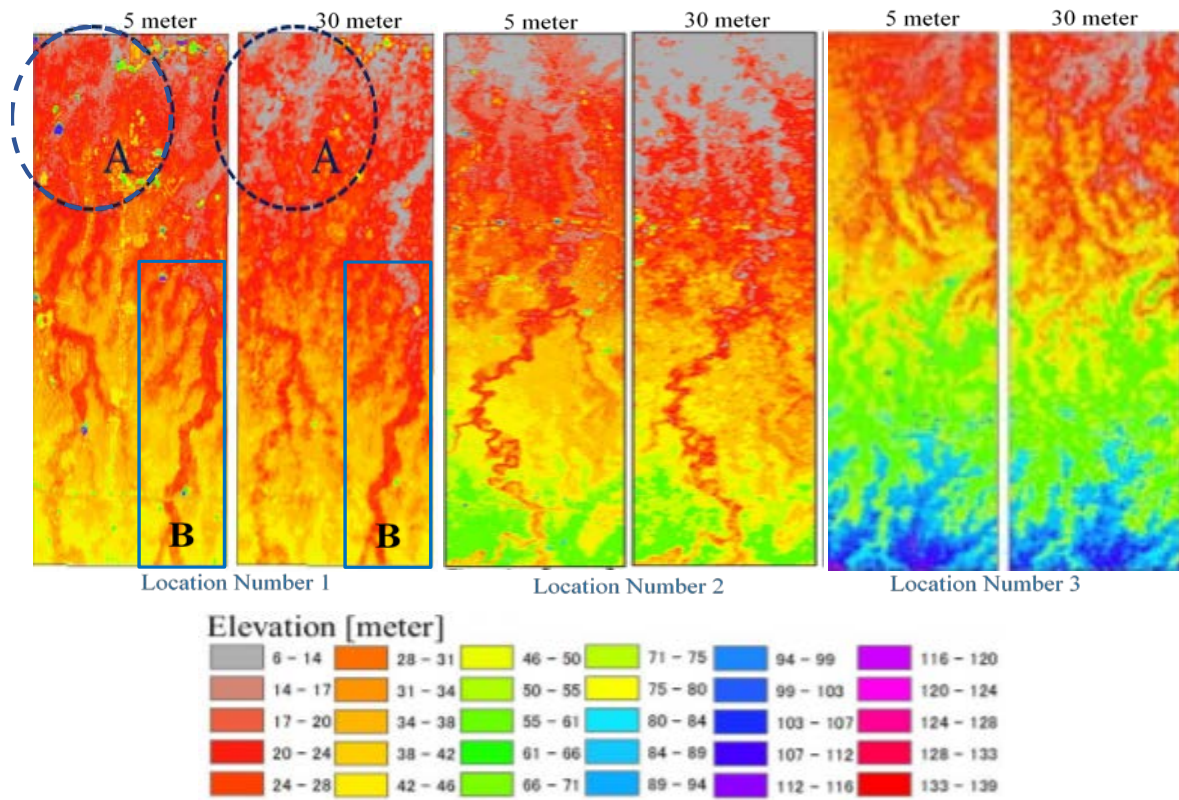 5 meter 30 meter 5 meter 30 meter 5 meter 30 meter
A A
B B
Location Number 1 Location Number 2 Location Number 3
Elevation [meter]
6 – 14 28 – 31 46 – 50 71 – 75 94 – 99 116 – 120
14 – 17 31 – 34 50 – 55 75 – 80 99 – 103 120 – 124
17 – 20 34 – 38 55 – 61 80 – 84 103 – 107 124 – 128
20 – 24 38 – 42 61 – 66 84 – 89 107 – 112 128 – 133
24 – 28 42 – 46 66 – 71 89 – 94 112 – 116 133 – 139